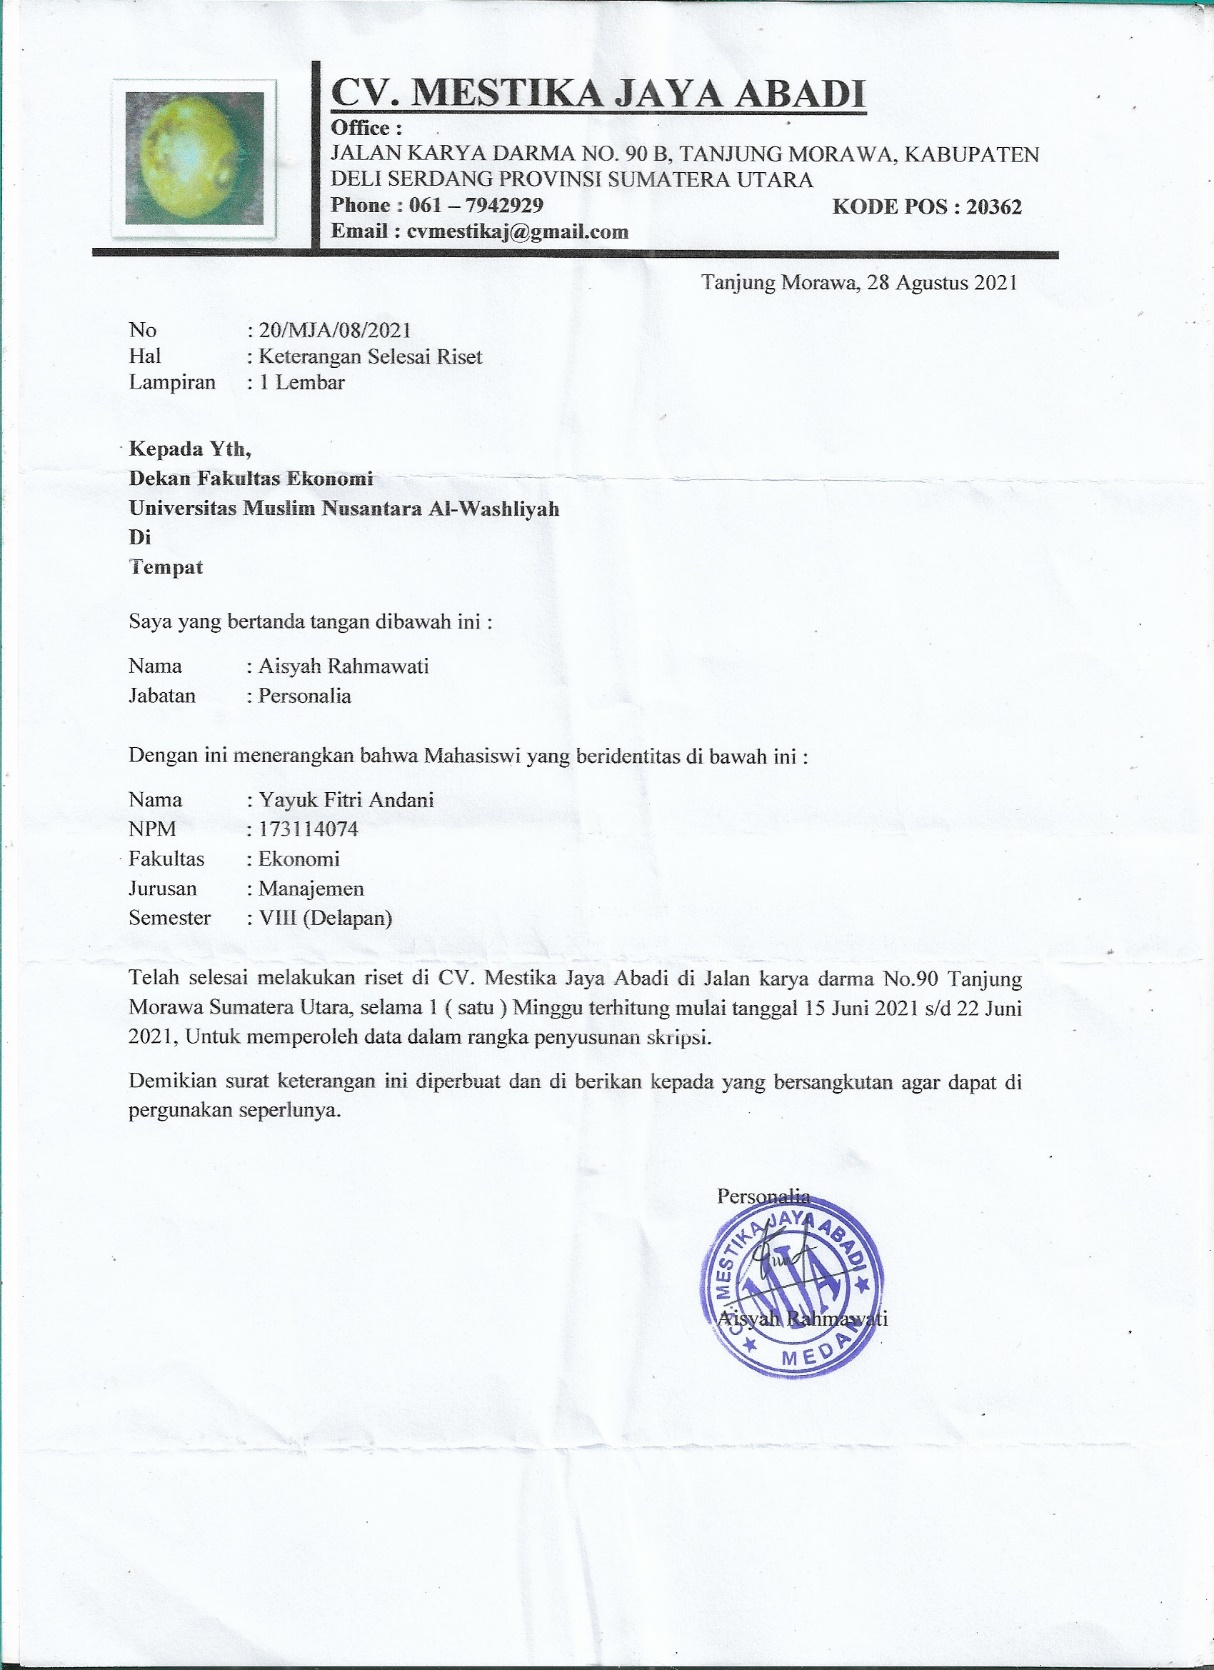 CV. MESTIKA JAYA ABADI
Office :
JALAN KARYA DARMA NO. 90 B, TANJUNG MORAWA, KABUPATEN
DELI SERDANG PROVINSI SUMATERA UTARA
Phone : 061 – 7942929 KODE POS : 20362
Email : cvmestikaj@gmail.com
Tanjung Morawa, 28 Agustus 2021
No : 20/MJA/08/2021
Hal : Keterangan Selesai Riset
Lampiran : 1 Lembar
Kepada Yth,
Dekan Fakultas Ekonomi
Universitas Muslim Nusantara Al-Washliyah
Di
Tempat
Saya yang bertanda tangan dibawah ini :
Nama : Aisyah Rahmawati
Jabatan : Personalia
Dengan ini menerangkan bahwa Mahasiswi yang beridentitas di bawah ini :
Nama : Yayuk Fitri Andani
NPM : 173114074
Fakultas : Ekonomi
Jurusan : Manajemen
Semester : VIII (Delapan)
Telah selesai melakukan riset di CV. Mestika Jaya Abadi di Jalan karya darma No.90 Tanjung
Morawa Sumatera Utara, selama 1 ( satu ) Minggu terhitung mulai tanggal 15 Juni 2021 s/d 22 Juni
2021, Untuk memperoleh data dalam rangka penyusunan skripsi.
Demikian surat keterangan ini diperbuat dan di berikan kepada yang bersangkutan agar dapat di
pergunakan seperlunya.
Personalia
CV. MESTIKA JAYA ABADI
MJA
MEDAN
Aisyah Rahmawati